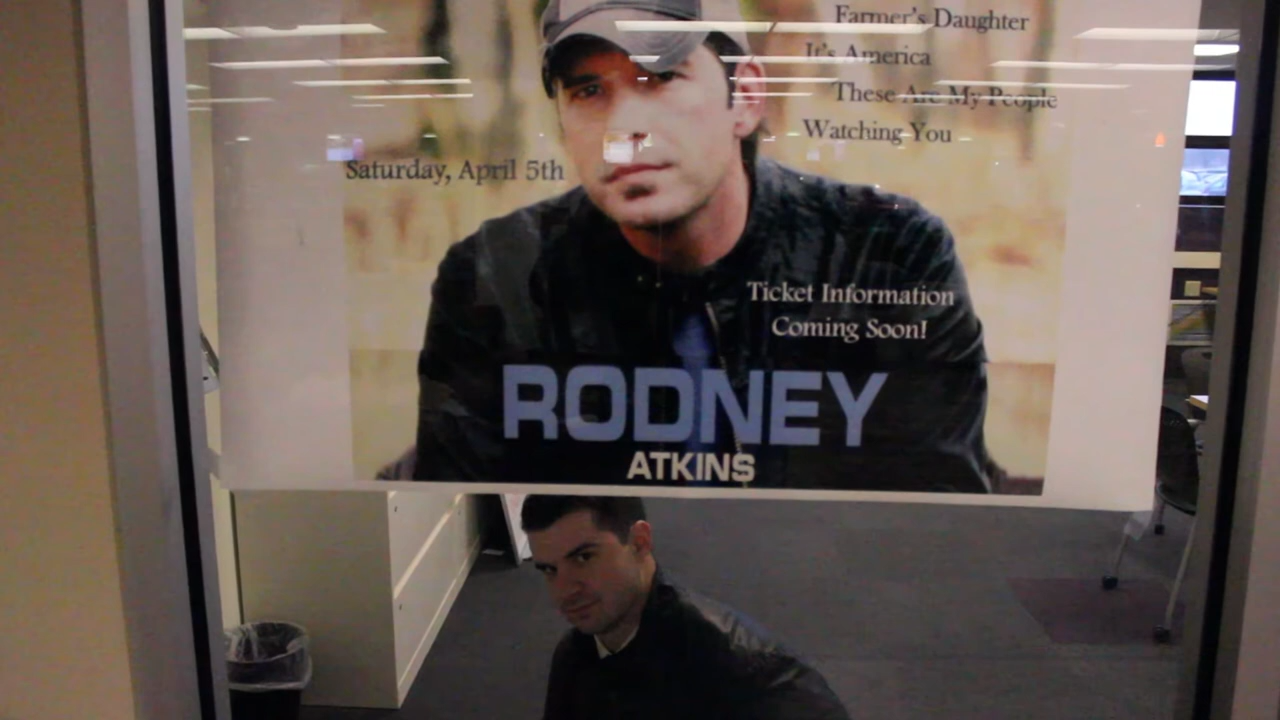 Farmer's Daughter
It's America
These Are My People
Watching You
Saturday, April 5th
Ticket Information
Coming Soon!
RODNEY
ATKINS